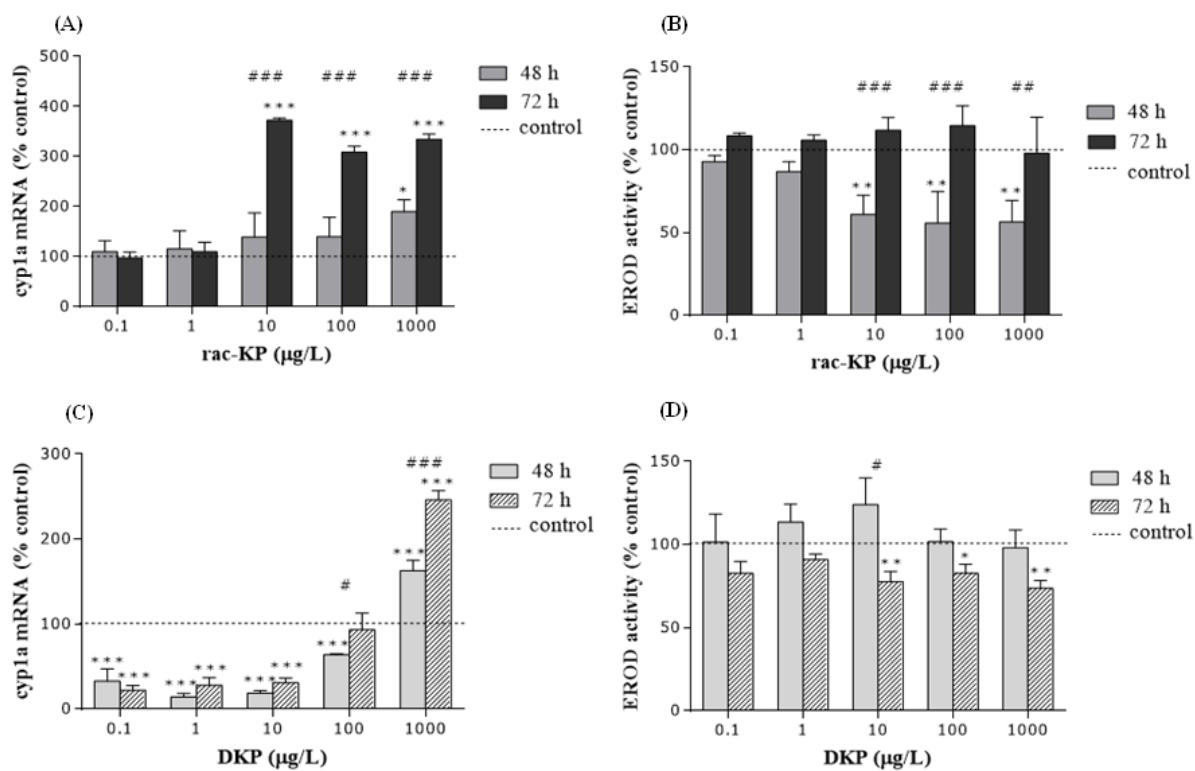 (A)
500
400
300
200
100
0
cyp1a mRNA (% control)
###
###
###
***
***
***
*
48 h
72 h
control
0.1
1
10
100
1000
rac-KP (µg/L)
(B)
150
100
50
0
EROD activity (% control)
###
###
##
**
**
**
48 h
72 h
control
0.1
1
10
100
1000
rac-KP (µg/L)
(C)
300
200
100
0
cyp1a mRNA (% control)
###
***
***
#
***
***
***
***
***
***
***
48 h
72 h
control
0.1
1
10
100
1000
DKP (µg/L)
(D)
150
100
50
0
EROD activity (% control)
#
**
*
**
48 h
72 h
control
0.1
1
10
100
1000
DKP (µg/L)